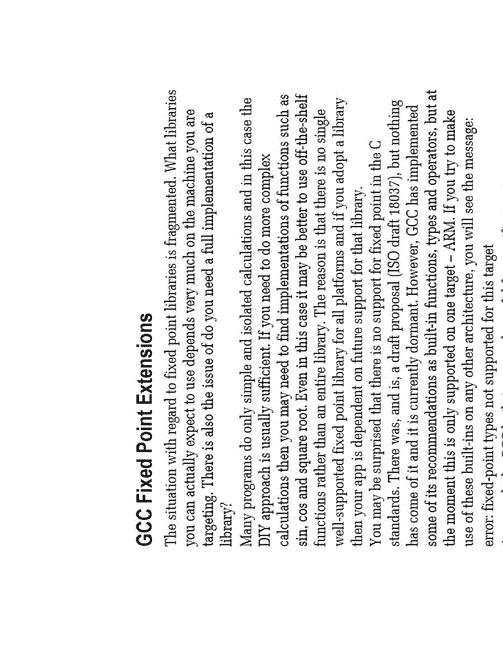 GCC Fixed Point Extensions
The situation with regard to fixed point libraries is fragmented. What libraries
you can actually expect to use depends very much on the machine you are
targeting. There is also the issue of do you need a full implementation of a
library?
Many programs do only simple and isolated calculations and in this case the
DIY approach is usually sufficient. If you need to do more complex
calculations then you may need to find implementations of functions such as
sin, cos and square root. Even in this case it may be better to use off-the-shelf
functions rather than an entire library. The reason is that there is no single
well-supported fixed point library for all platforms and if you adopt a library
then your app is dependent on future support for that library.
You may be surprised that there is no support for fixed point in the C
standards. There was, and is, a draft proposal (ISO draft 18037), but nothing
has come of it and it is currently dormant. However, GCC has implemented
some of its recommendations as built-in functions, types and operators, but at
the moment this is only supported on one target – ARM. If you try to make
use of these built-ins on any other architecture, you will see the message:
error: fixed-point types not supported for this target